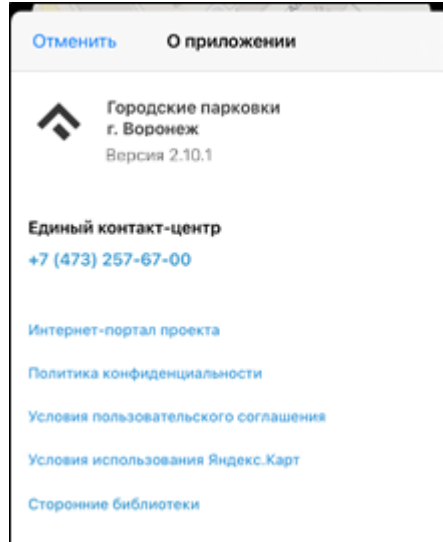 Отменить О приложении
Городские парковки
г. Воронеж
Версия 2.10.1
Единый контакт-центр
+7 (473) 257-67-00
Интернет-портал проекта
Политика конфиденциальности
Условия пользовательского соглашения
Условия использования Яндекс.Карт
Сторонние библиотеки